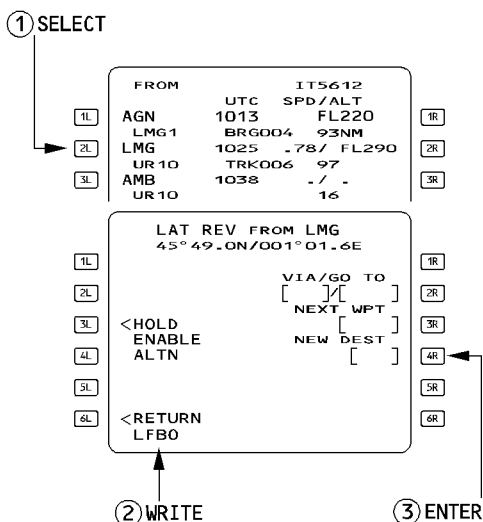 ① SELECT
FROM IT5612
UTC SPD/ALT
1L AGN 1013 FL220 1R
LMG1 BRG004 93NM
2L LMG 1025 .78/ FL290 2R
UR10 TRK006 97
3L AMB 1038 ./ . 3R
UR10 16
LAT REV FROM LMG
45°49.0N/001°01.6E
1L 1R
VIA/GO TO
2L [ ]/[ ] 2R
NEXT WPT
3L <HOLD [ ] 3R
ENABLE NEW DEST
4L ALTN [ ] 4R
5L 5R
6L <RETURN 6R
LFBO
② WRITE ③ ENTER